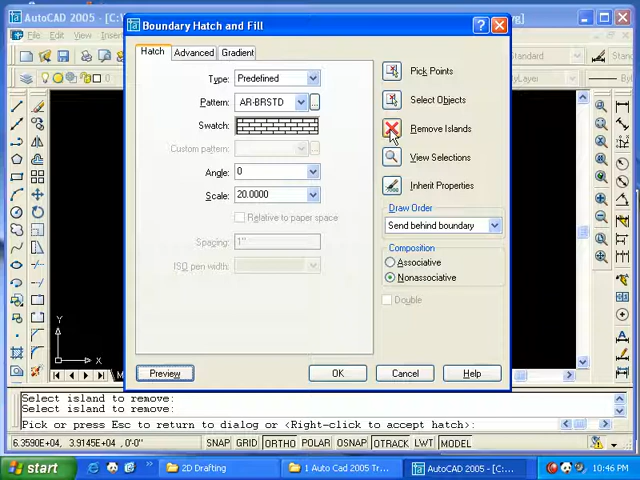 AutoCAD 2005 - [C:\
Boundary Hatch and Fill
Hatch
Advanced
Gradient
Type:
Predefined
Pattern:
AR-BRSTD
...
Swatch:
Custom pattern:
...
Angle:
0
Scale:
20.0000
Relative to paper space
Spacing:
1"
ISO pen width:
Pick Points
Select Objects
Remove Islands
View Selections
Inherit Properties
Draw Order
Send behind boundary
Composition
Associative
Nonassociative
Double
Preview
OK
Cancel
Help
File
Standard
ByLayer
Y
X
M
Select island to remove:
Select island to remove:
Pick or press Esc to return to dialog or <Right-click to accept hatch>:
6.3590E+04, 3.9145E+04 , 0'-0"
SNAP
GRID
ORTHO
POLAR
OSNAP
OTRACK
LWT
MODEL
start
2D Drafting
1 Auto Cad 2005 Tr...
AutoCAD 2005 - [C:...
10:46 PM